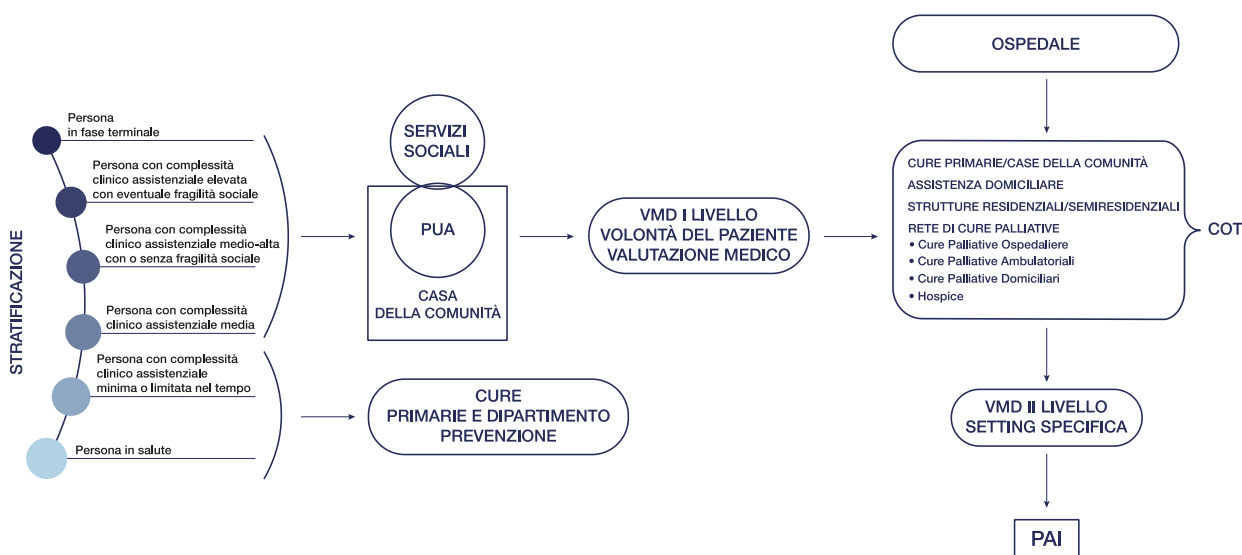 STRATIFICAZIONE
Persona
in fase terminale
Persona con complessità
clinico assistenziale elevata
con eventuale fragilità sociale
Persona con complessità
clinico assistenziale medio-alta
con o senza fragilità sociale
Persona con complessità
clinico assistenziale media
Persona con complessità
clinico assistenziale
minima o limitata nel tempo
Persona in salute
SERVIZI
SOCIALI
PUA
CASA
DELLA COMUNITÀ
CURE
PRIMARIE E DIPARTIMENTO
PREVENZIONE
VMD I LIVELLO
VOLONTÀ DEL PAZIENTE
VALUTAZIONE MEDICO
OSPEDALE
CURE PRIMARIE/CASE DELLA COMUNITÀ
ASSISTENZA DOMICILIARE
STRUTTURE RESIDENZIALI/SEMIRESIDENZIALI
RETE DI CURE PALLIATIVE
• Cure Palliative Ospedaliere
• Cure Palliative Ambulatoriali
• Cure Palliative Domiciliari
• Hospice
COT
VMD II LIVELLO
SETTING SPECIFICA
PAI